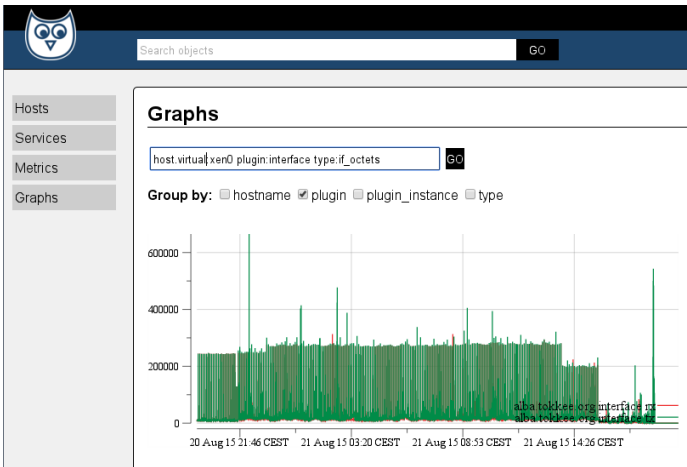 Search objects GO
Hosts
Services
Metrics
Graphs
Graphs
host.virtual:xen0 plugin:interface type:if_octets GO
Group by: hostname plugin plugin_instance type
600000
400000
200000
0
alba.tokkee.org interface rx
alba.tokkee.org interface tx
20 Aug 15 21:46 CEST 21 Aug 15 03:20 CEST 21 Aug 15 08:53 CEST 21 Aug 15 14:26 CEST